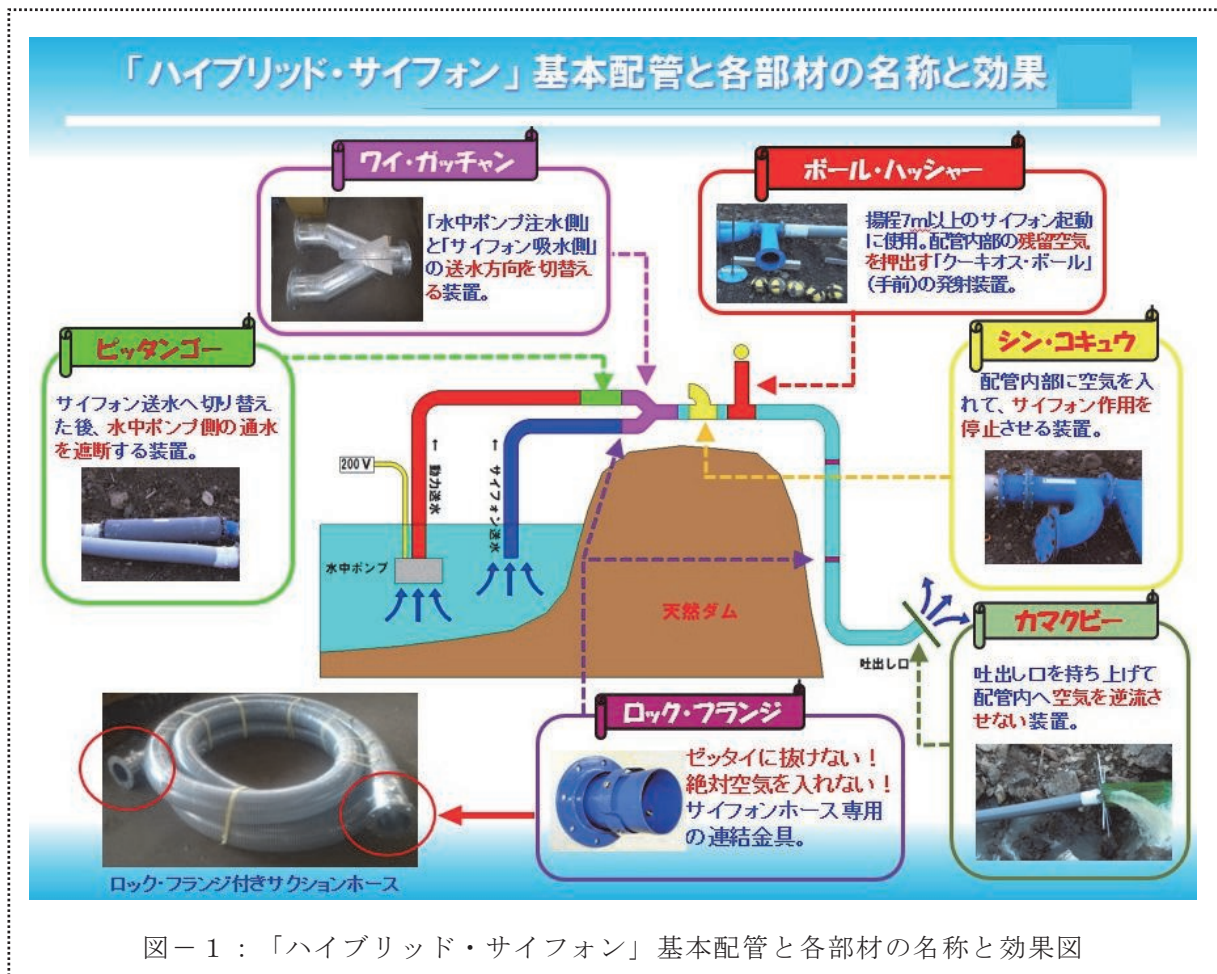 「ハイブリッド・サイフォン」基本配管と各部材の名称と効果
ワイ・ガッチャン
「水中ポンプ注水側」
と「サイフォン吸水側」
の送水方向を切替え
る装置。
ボール・ハッシャー
揚程7m以上のサイフォン起動
に使用。配管内部の残留空気
を押出す「クーキオス・ボール」
(手前)の発射装置。
ピッタンゴー
サイフォン送水へ切り替え
た後、水中ポンプ側の通水
を遮断する装置。
シン・コキュウ
配管内部に空気を入
れて、サイフォン作用を
停止させる装置。
200V
←動力送水
←サイフォン送水
水中ポンプ
天然ダム
吐出し口
カマクビー
吐出し口を持ち上げて
配管内へ空気を逆流さ
せない装置。
ロック・フランジ
ゼッタイに抜けない！
絶対空気を入れない！
サイフォンホース専用
の連結金具。
ロック・フランジ付きサクションホース
図－1：「ハイブリッド・サイフォン」基本配管と各部材の名称と効果図